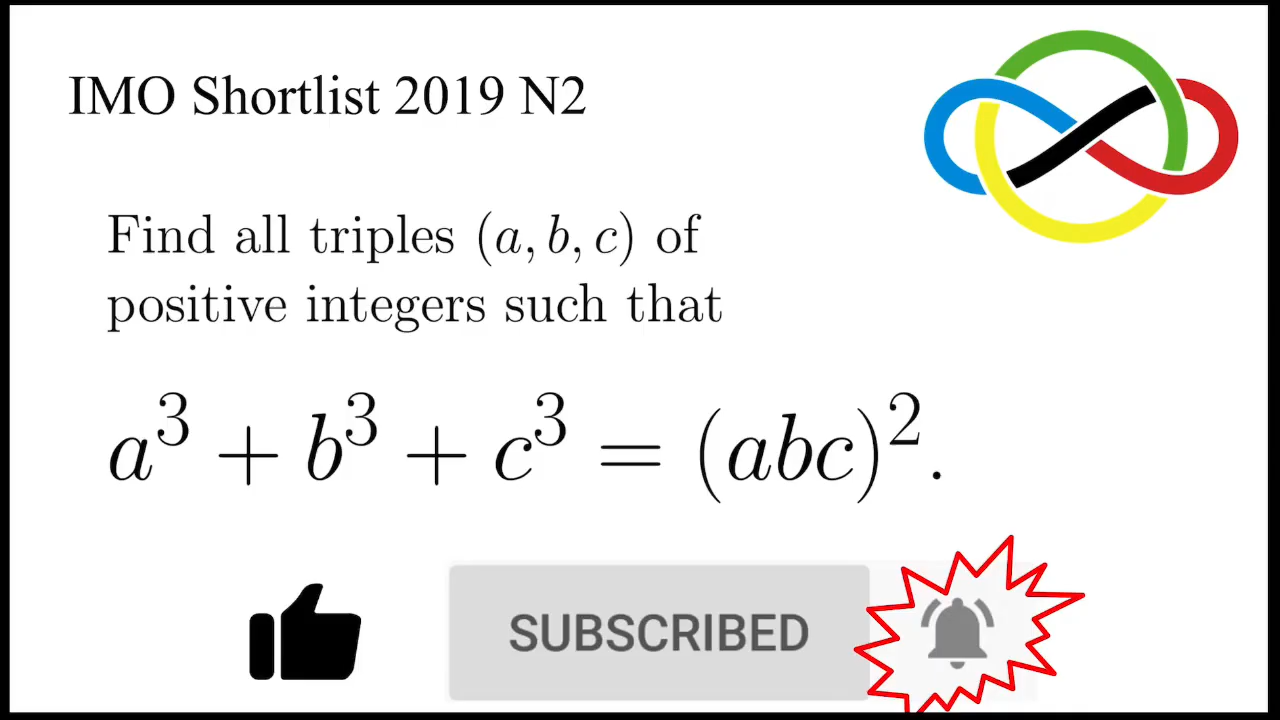 IMO Shortlist 2019 N2
Find all triples (a, b, c) of
positive integers such that
a³ + b³ + c³ = (abc)².
SUBSCRIBED